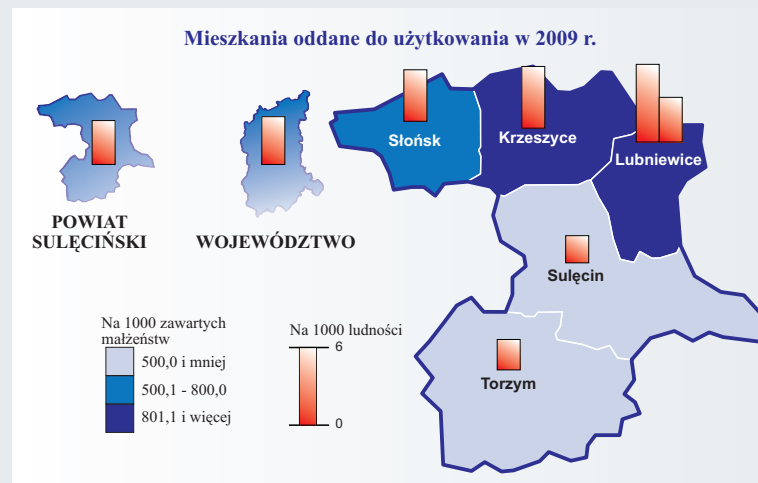 Mieszkania oddane do użytkowania w 2009 r.
Słońsk
Krzeszyce
Lubniewice
POWIAT
SULĘCIŃSKI
WOJEWÓDZTWO
Sulęcin
Torzym
Na 1000 zawartych
małżeństw
500,0 i mniej
500,1 - 800,0
801,1 i więcej
Na 1000 ludności
6
0